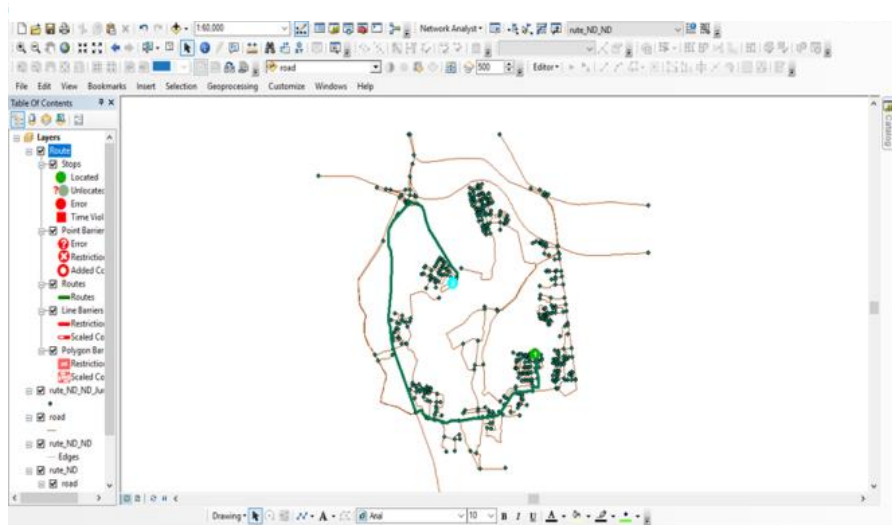 1:60,000
Network Analyst
rute_ND_ND
road
500
Editor
File Edit View Bookmarks Insert Selection Geoprocessing Customize Windows Help
Table Of Contents
Layers
Route
Stops
Located
Unlocated
Error
Time Viol
Point Barrier
Error
Restriction
Added Co
Routes
Routes
Line Barriers
Restriction
Scaled Co
Polygon Bar
Restriction
Scaled Co
rute_ND_ND_Jun
road
rute_ND_ND
Edges
rute_ND
road
Catalog
Drawing
A
Arial
10
B I U A